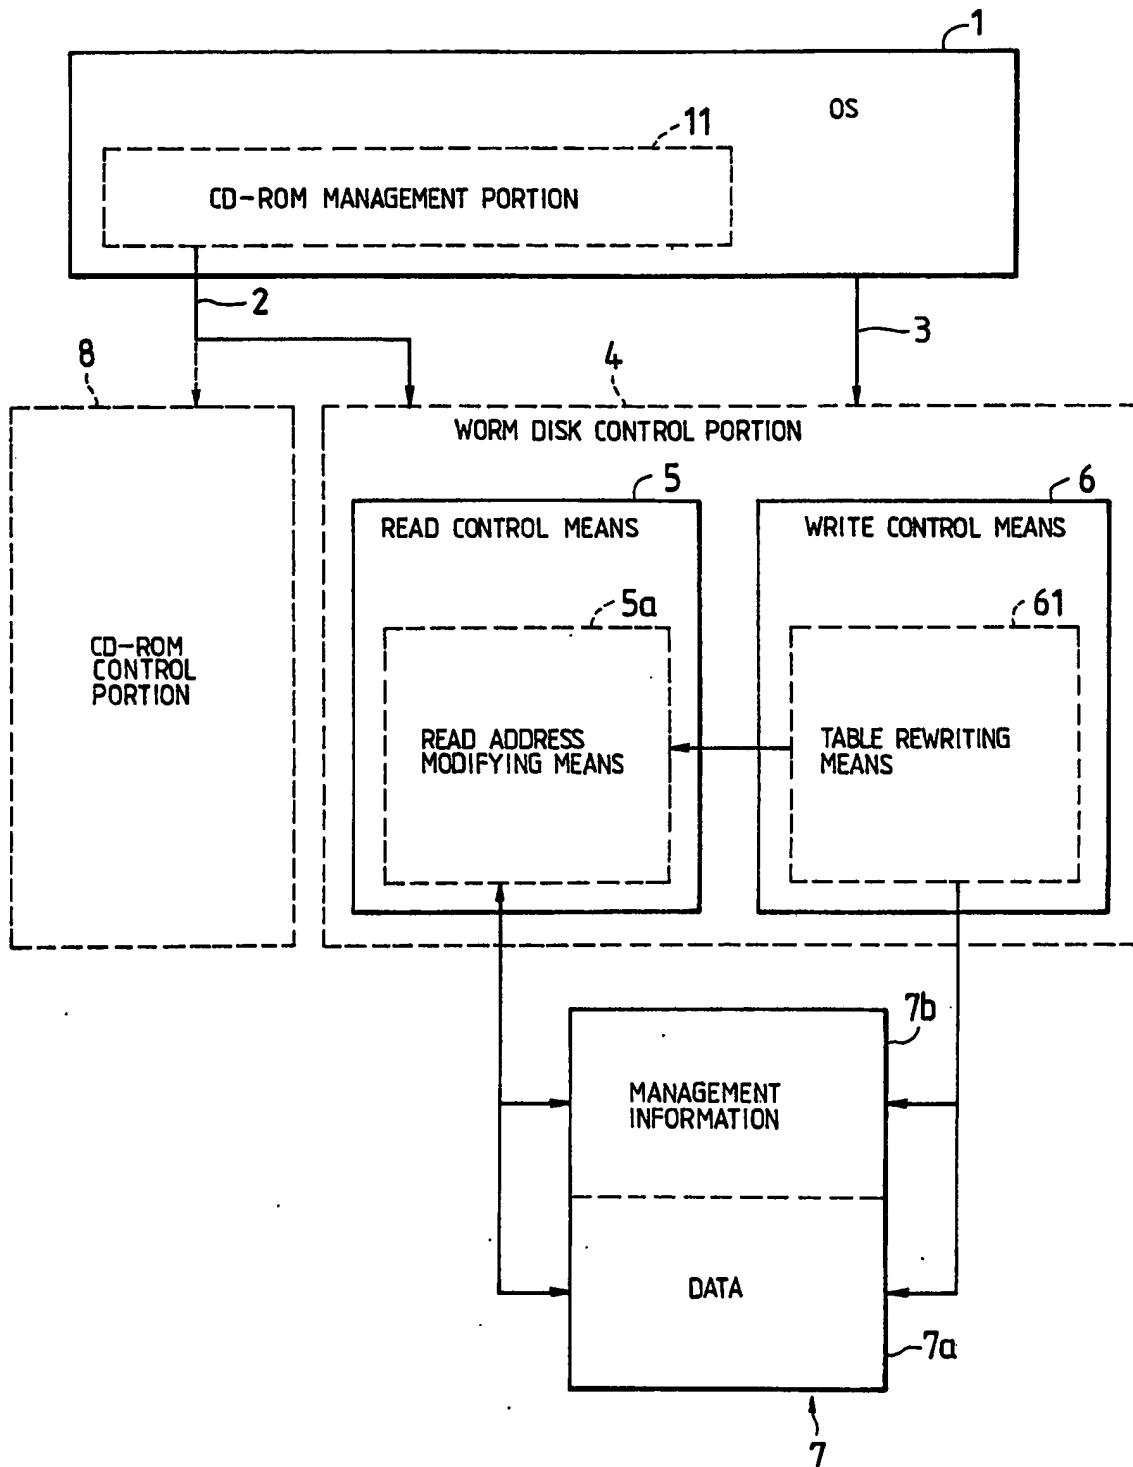 1
OS
11
CD-ROM MANAGEMENT PORTION
2
3
8
4
WORM DISK CONTROL PORTION
5
6
READ CONTROL MEANS
WRITE CONTROL MEANS
5a
61
CD-ROM
CONTROL
PORTION
READ ADDRESS
MODIFYING MEANS
TABLE REWRITING
MEANS
7b
MANAGEMENT
INFORMATION
DATA
7a
7